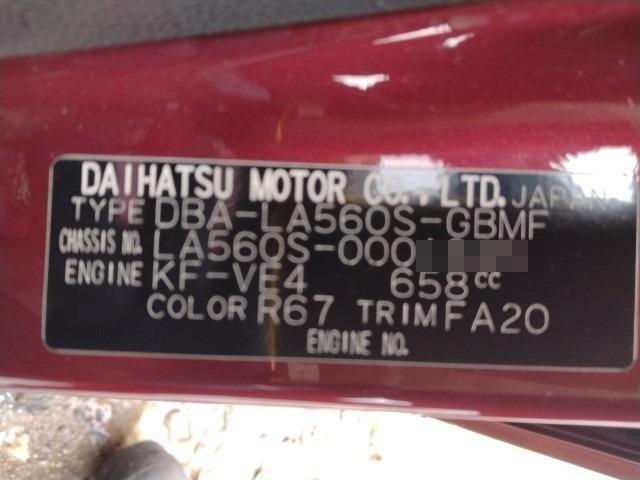 DAIHATSU MOTOR CO., LTD. JAPAN
TYPE DBA-LA560S-GBMF
CHASSIS NO. LA560S-000
ENGINE KF-VE4 658cc
COLOR R67 TRIM FA20
ENGINE NO.